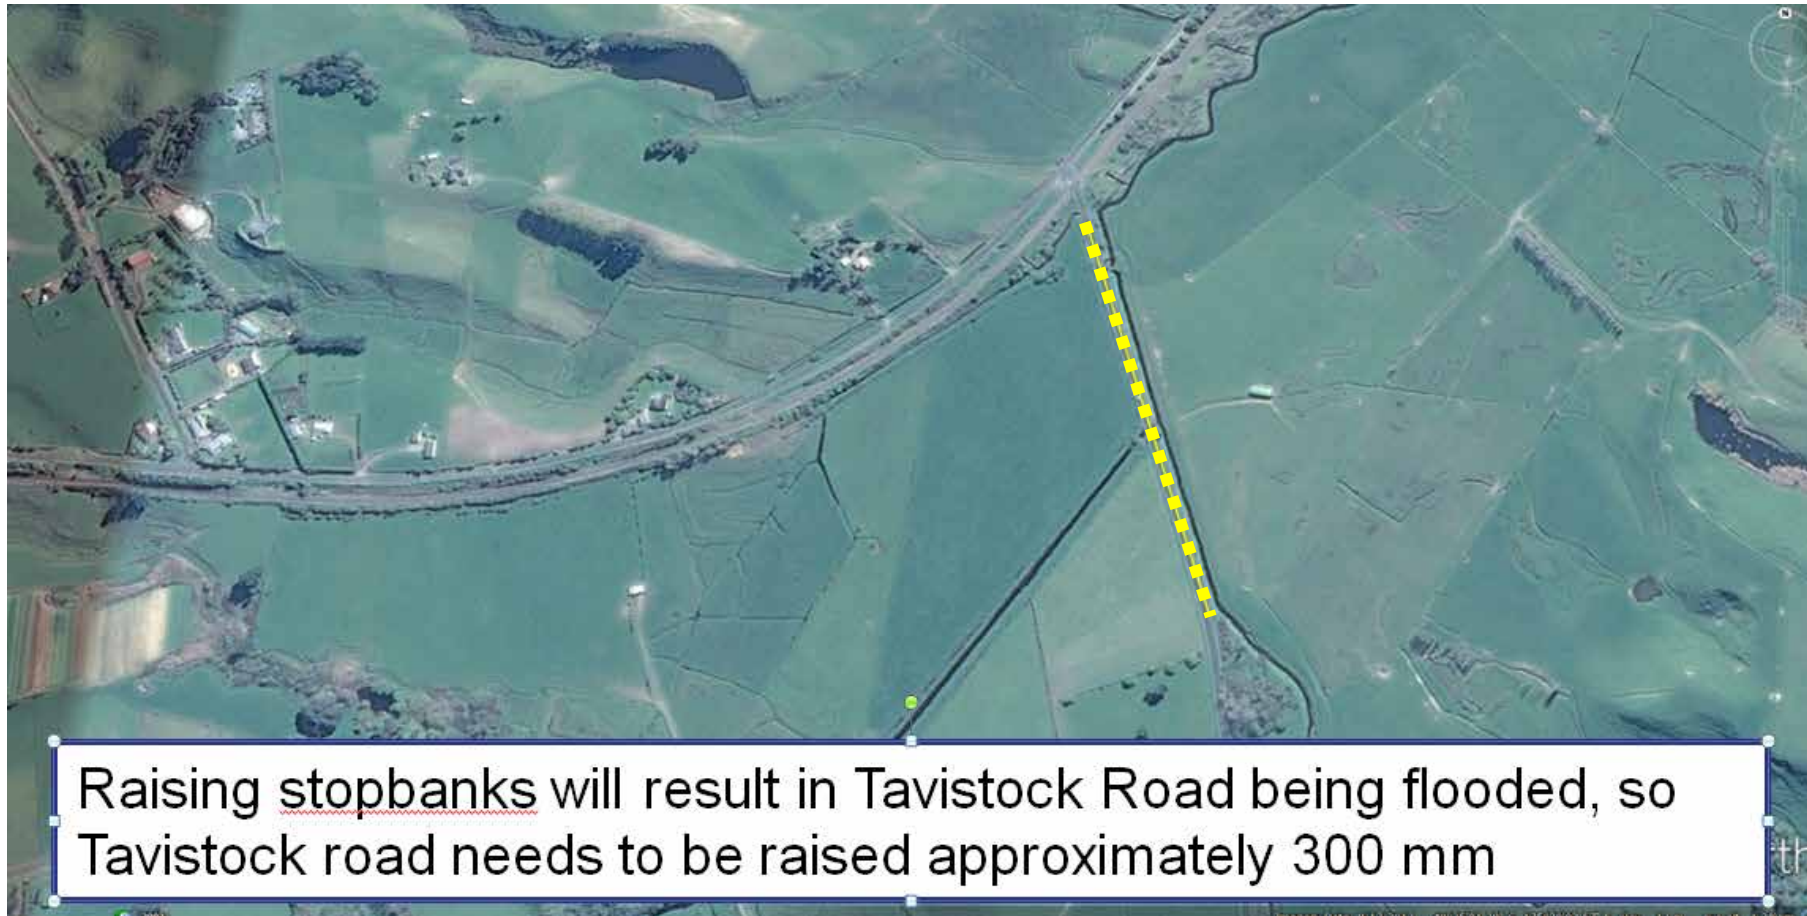 N
Raising stopbanks will result in Tavistock Road being flooded, so
Tavistock road needs to be raised approximately 300 mm